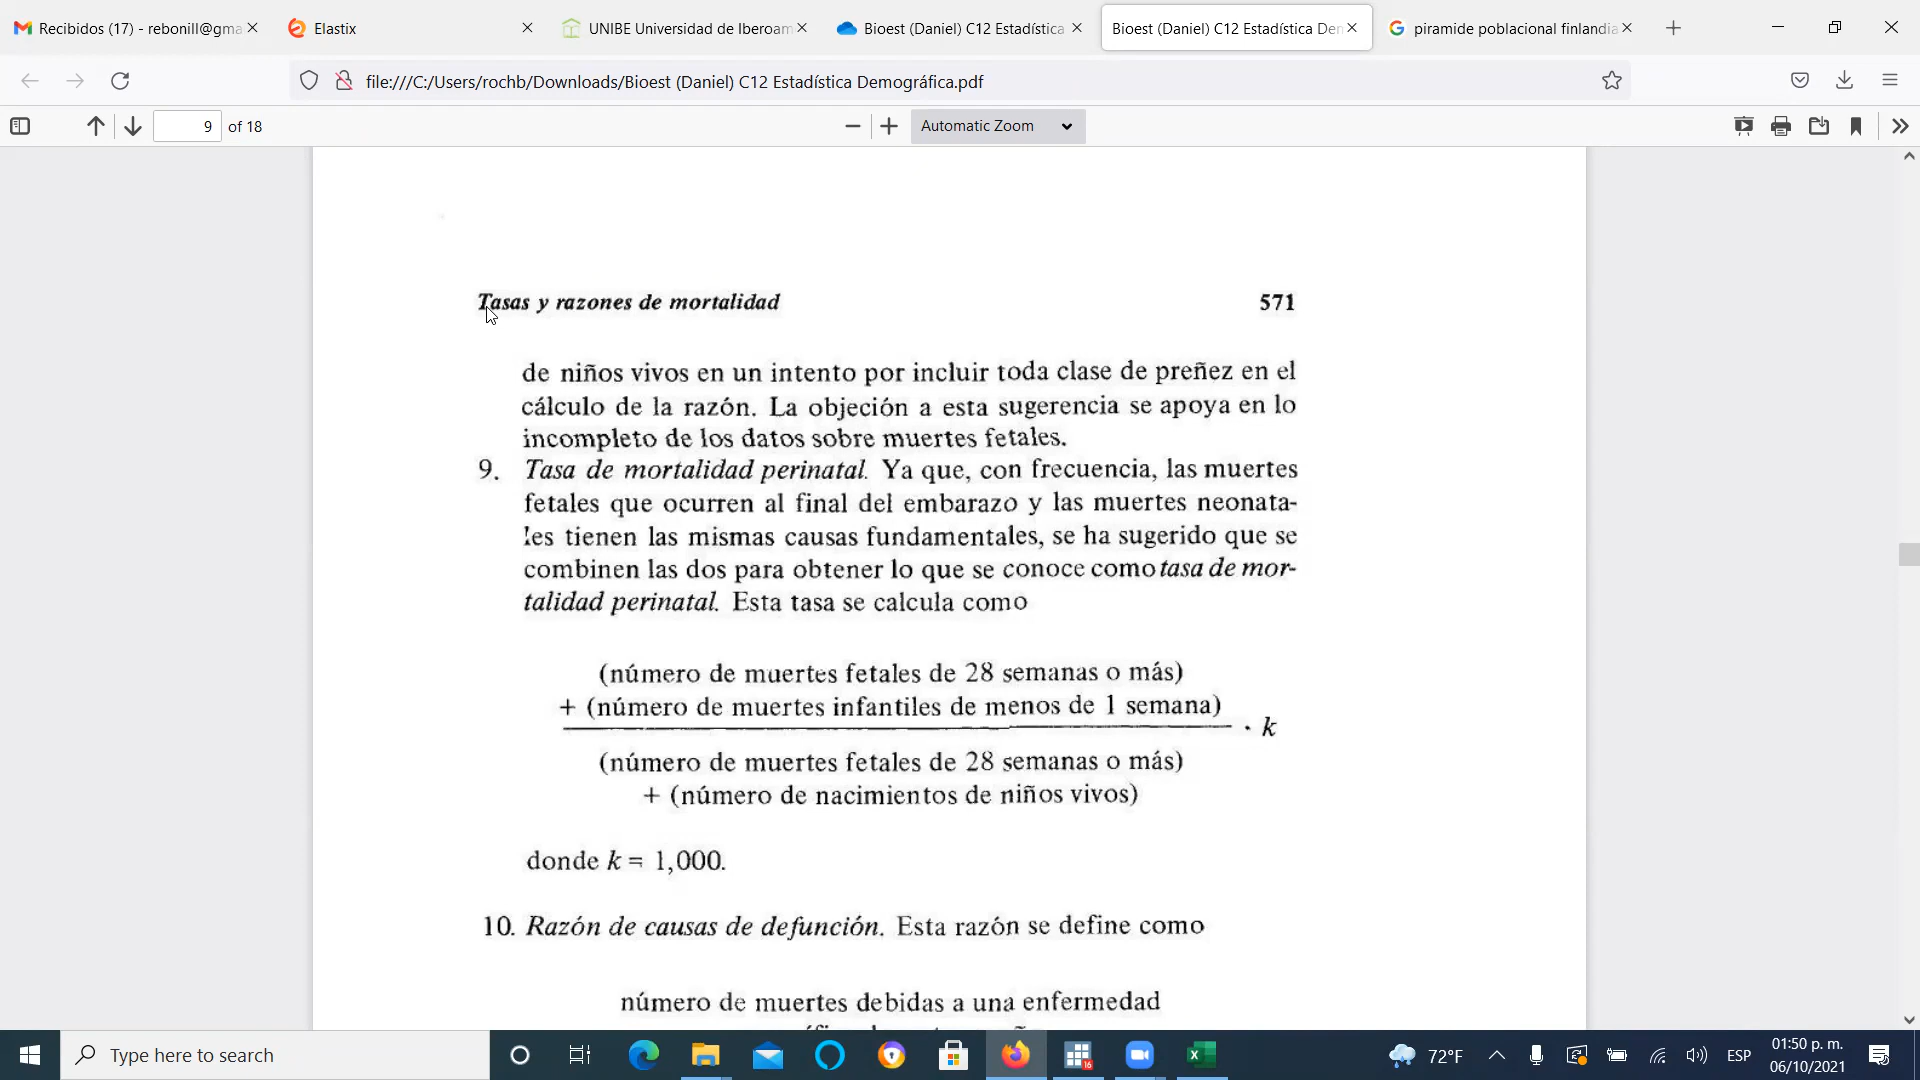 Recibidos (17) - rebonill@gma
Elastix
UNIBE Universidad de Iberoam
Bioest (Daniel) C12 Estadística
Bioest (Daniel) C12 Estadística Den
piramide poblacional finlandia
file:///C:/Users/rochb/Downloads/Bioest (Daniel) C12 Estadística Demográfica.pdf
9 of 18
Automatic Zoom
Tasas y razones de mortalidad 571
de niños vivos en un intento por incluir toda clase de preñez en el
cálculo de la razón. La objeción a esta sugerencia se apoya en lo
incompleto de los datos sobre muertes fetales.
9. Tasa de mortalidad perinatal. Ya que, con frecuencia, las muertes
fetales que ocurren al final del embarazo y las muertes neonata-
les tienen las mismas causas fundamentales, se ha sugerido que se
combinen las dos para obtener lo que se conoce como tasa de mor-
talidad perinatal. Esta tasa se calcula como
(número de muertes fetales de 28 semanas o más)
+ (número de muertes infantiles de menos de 1 semana)
· k
(número de muertes fetales de 28 semanas o más)
+ (número de nacimientos de niños vivos)
donde k = 1,000.
10. Razón de causas de defunción. Esta razón se define como
número de muertes debidas a una enfermedad
Type here to search
16
72°F
ESP
01:50 p. m.
06/10/2021